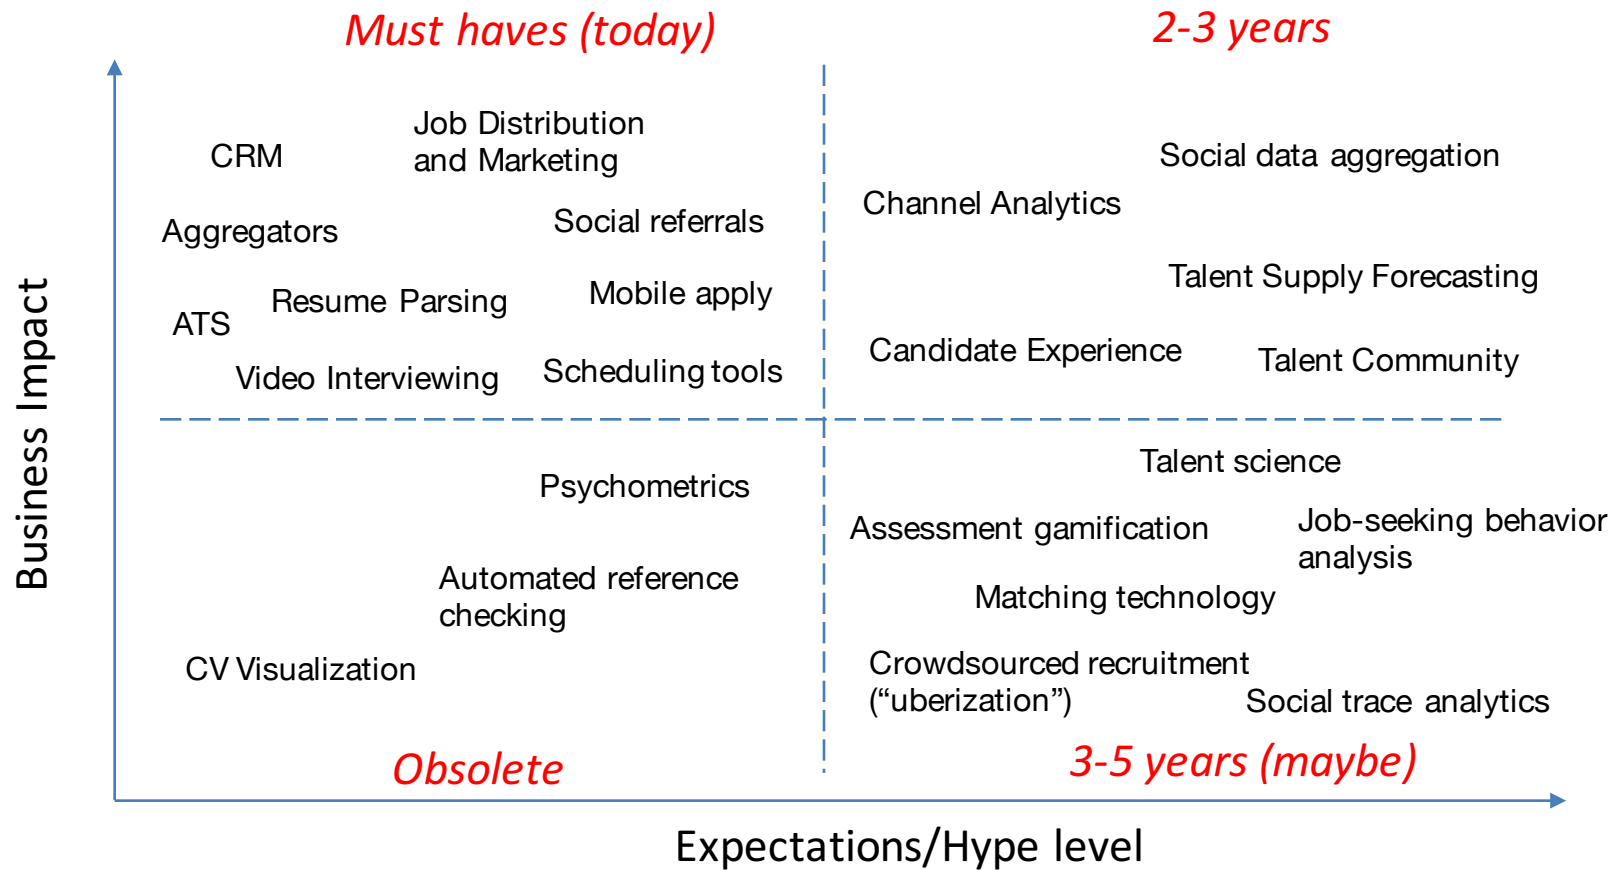 Must haves (today)
2-3 years
Job Distribution
and Marketing
CRM
Social data aggregation
Channel Analytics
Social referrals
Aggregators
Talent Supply Forecasting
Mobile apply
Resume Parsing
ATS
Candidate Experience
Talent Community
Scheduling tools
Video Interviewing
Business Impact
Talent science
Psychometrics
Assessment gamification
Job-seeking behavior
analysis
Automated reference
checking
Matching technology
CV Visualization
Crowdsourced recruitment
(“uberization”)
Social trace analytics
Obsolete
3-5 years (maybe)
Expectations/Hype level